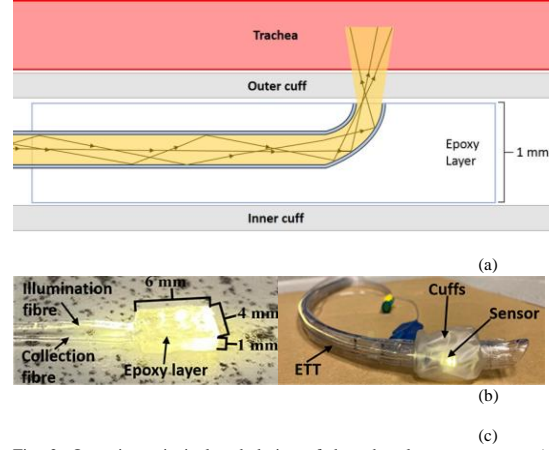 Trachea
Outer cuff
Epoxy
Layer
1 mm
Inner cuff
(a)
Illumination
fibre
Collection
fibre
6 mm
4 mm
1 mm
Epoxy layer
Cuffs
Sensor
ETT
(b)
(c)